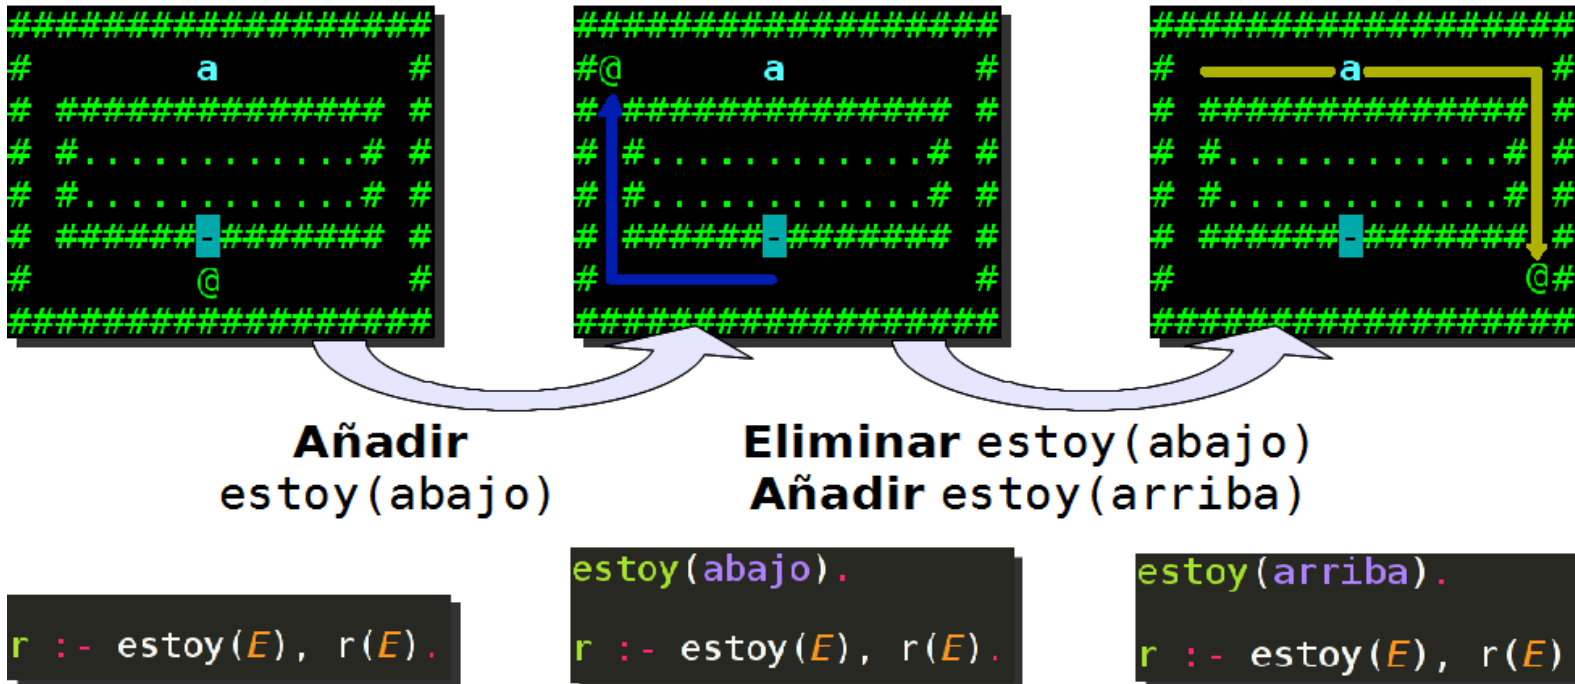 ##################
#       a        #
# ############## #
# #............# #
# #............# #
# ######-####### #
#       @        #
##################
##################
#@      a        #
# ############## #
# #............# #
# #............# #
# ######-####### #
#                #
##################
##################
#       a        #
# ############## #
# #............# #
# #............# #
# ######-####### #
#               @#
##################
Añadir
estoy(abajo)
Eliminar estoy(abajo)
Añadir estoy(arriba)
r :- estoy(E), r(E).
estoy(abajo).
r :- estoy(E), r(E).
estoy(arriba).
r :- estoy(E), r(E)